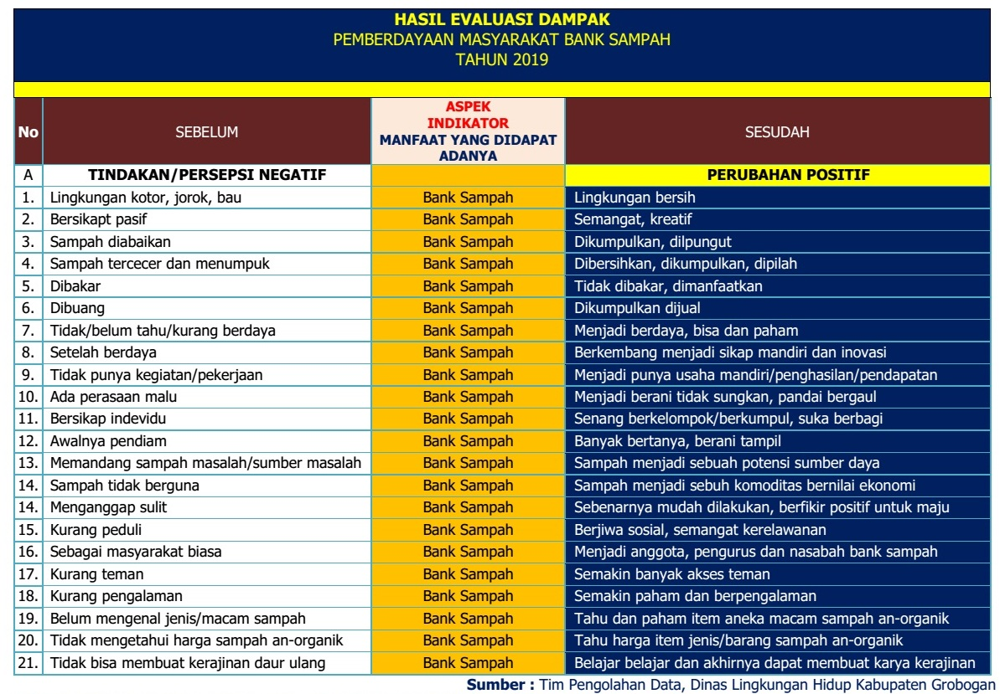 HASIL EVALUASI DAMPAK
PEMBERDAYAAN MASYARAKAT BANK SAMPAH
TAHUN 2019
No SEBELUM ASPEK INDIKATOR MANFAAT YANG DIDAPAT ADANYA SESUDAH
A TINDAKAN/PERSEPSI NEGATIF PERUBAHAN POSITIF
1. Lingkungan kotor, jorok, bau Bank Sampah Lingkungan bersih
2. Bersikapt pasif Bank Sampah Semangat, kreatif
3. Sampah diabaikan Bank Sampah Dikumpulkan, dilpungut
4. Sampah tercecer dan menumpuk Bank Sampah Dibersihkan, dikumpulkan, dipilah
5. Dibakar Bank Sampah Tidak dibakar, dimanfaatkan
6. Dibuang Bank Sampah Dikumpulkan dijual
7. Tidak/belum tahu/kurang berdaya Bank Sampah Menjadi berdaya, bisa dan paham
8. Setelah berdaya Bank Sampah Berkembang menjadi sikap mandiri dan inovasi
9. Tidak punya kegiatan/pekerjaan Bank Sampah Menjadi punya usaha mandiri/penghasilan/pendapatan
10. Ada perasaan malu Bank Sampah Menjadi berani tidak sungkan, pandai bergaul
11. Bersikap indevidu Bank Sampah Senang berkelompok/berkumpul, suka berbagi
12. Awalnya pendiam Bank Sampah Banyak bertanya, berani tampil
13. Memandang sampah masalah/sumber masalah Bank Sampah Sampah menjadi sebuah potensi sumber daya
14. Sampah tidak berguna Bank Sampah Sampah menjadi sebuh komoditas bernilai ekonomi
14. Menganggap sulit Bank Sampah Sebenarnya mudah dilakukan, berfikir positif untuk maju
15. Kurang peduli Bank Sampah Berjiwa sosial, semangat kerelawanan
16. Sebagai masyarakat biasa Bank Sampah Menjadi anggota, pengurus dan nasabah bank sampah
17. Kurang teman Bank Sampah Semakin banyak akses teman
18. Kurang pengalaman Bank Sampah Semakin paham dan berpengalaman
19. Belum mengenal jenis/macam sampah Bank Sampah Tahu dan paham item aneka macam sampah an-organik
20. Tidak mengetahui harga sampah an-organik Bank Sampah Tahu harga item jenis/barang sampah an-organik
21. Tidak bisa membuat kerajinan daur ulang Bank Sampah Belajar belajar dan akhirnya dapat membuat karya kerajinan
Sumber : Tim Pengolahan Data, Dinas Lingkungan Hidup Kabupaten Grobogan